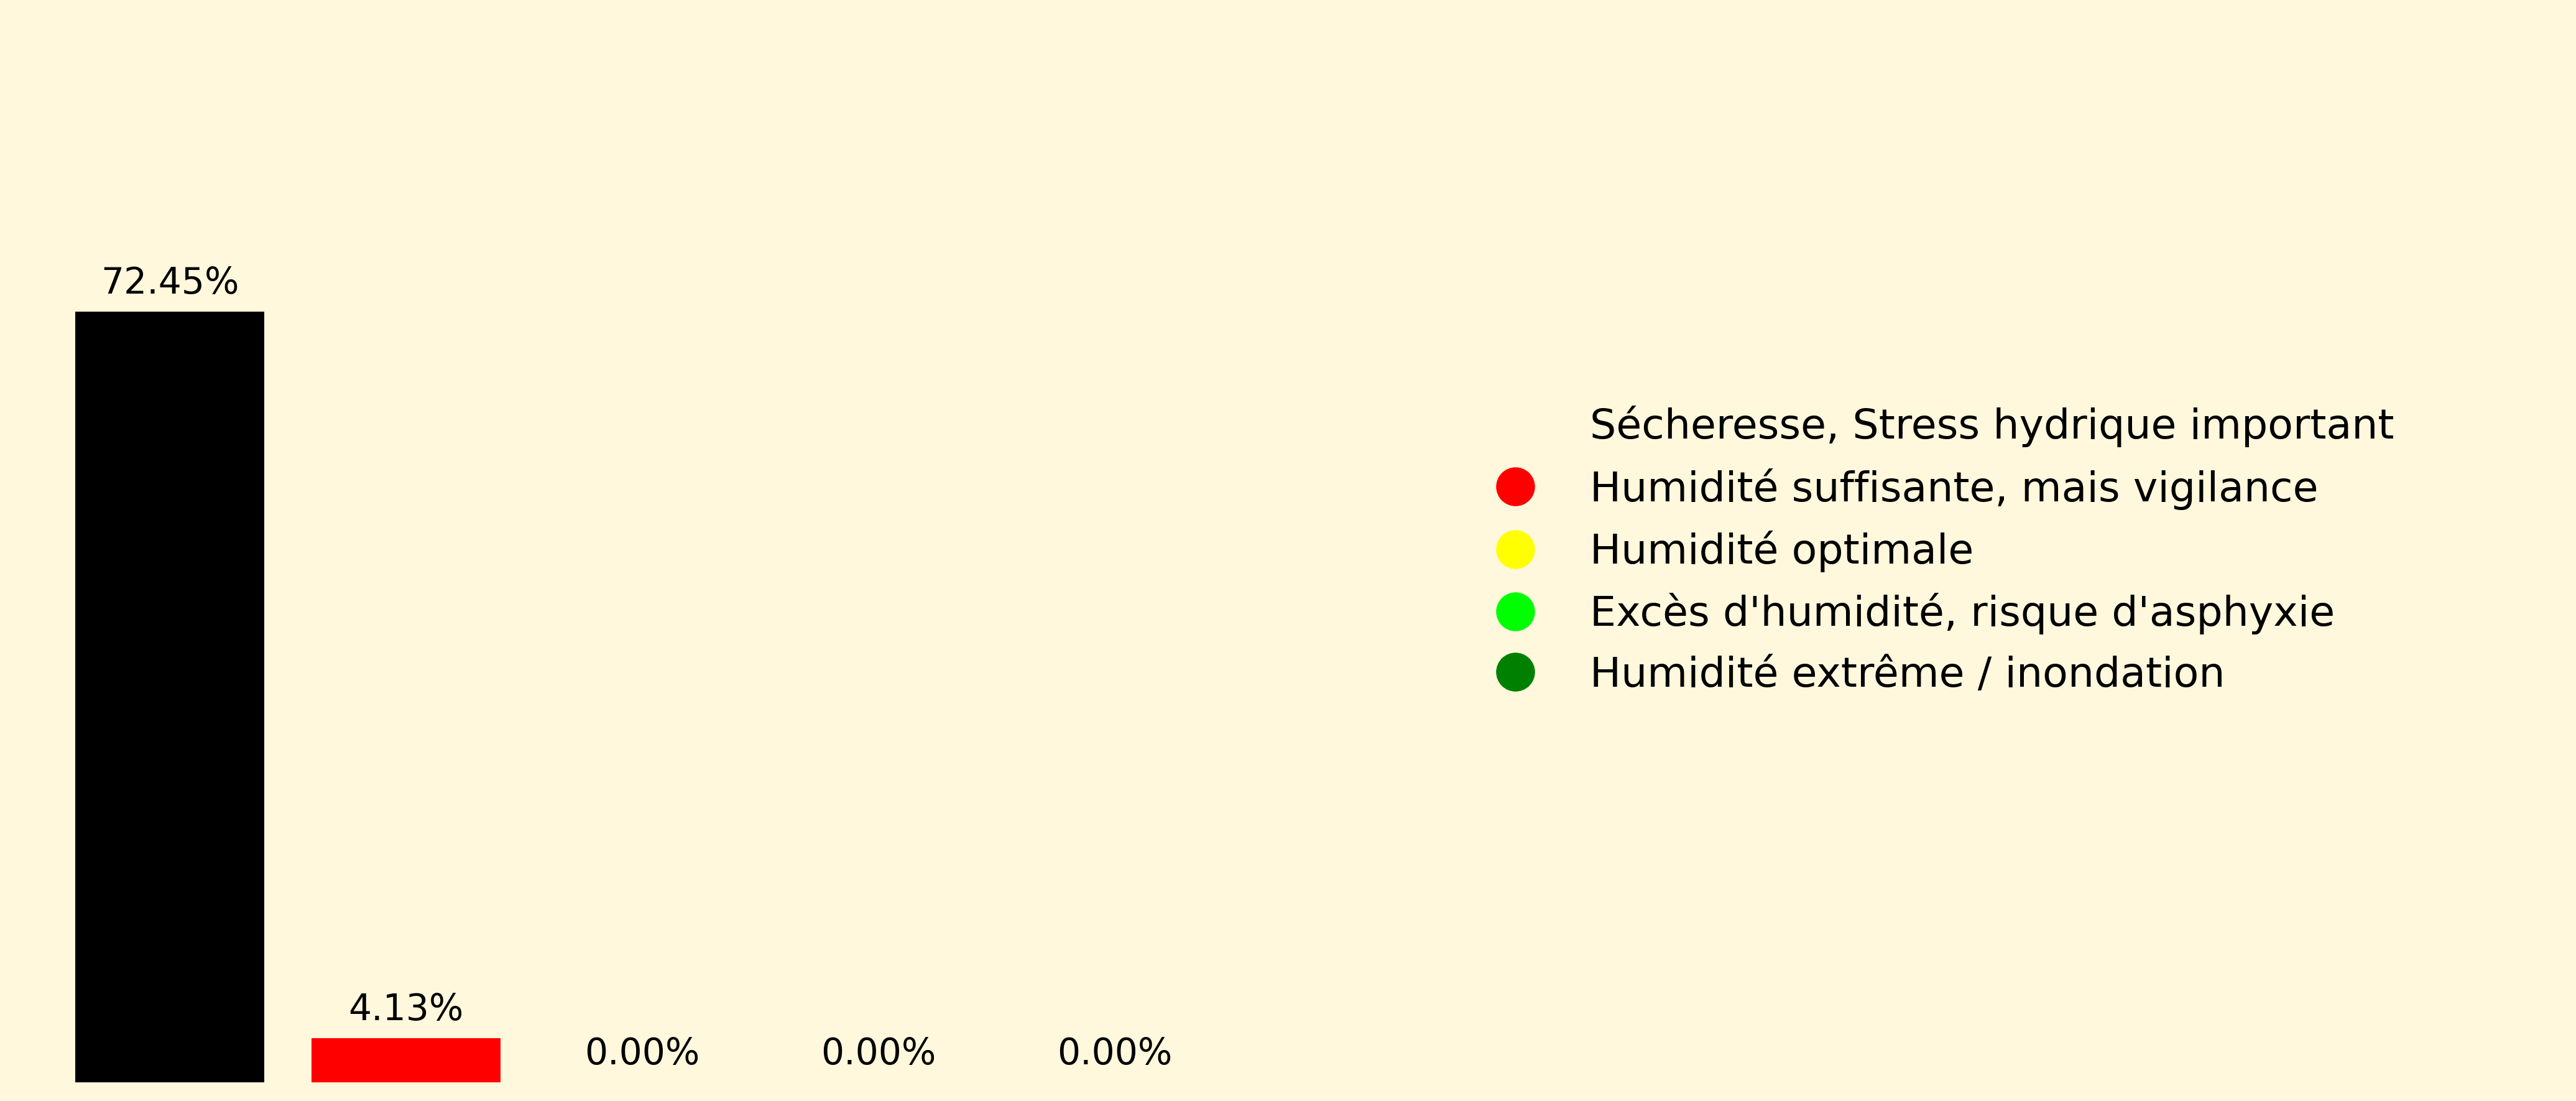 72.45%
4.13%
0.00%
0.00%
0.00%
Sécheresse, Stress hydrique important
Humidité suffisante, mais vigilance
Humidité optimale
Excès d'humidité, risque d'asphyxie
Humidité extrême / inondation